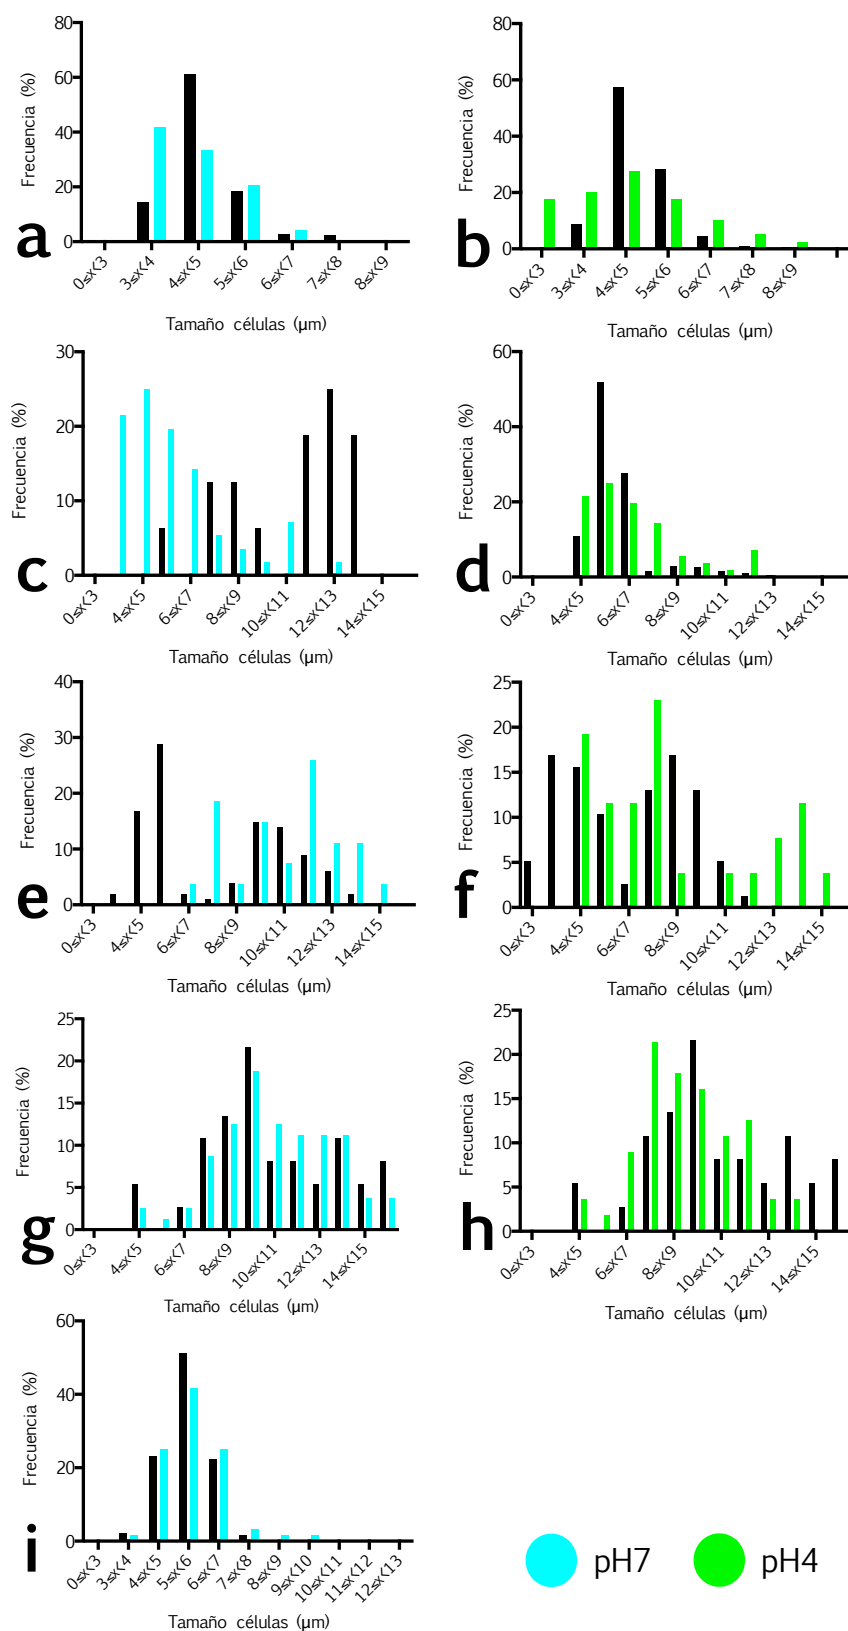 80
60
40
20
0
Frecuencia (%)
a
0≤x<3
3≤x<4
4≤x<5
5≤x<6
6≤x<7
7≤x<8
8≤x<9
Tamaño células (µm)
80
60
40
20
0
Frecuencia (%)
b
0≤x<3
3≤x<4
4≤x<5
5≤x<6
6≤x<7
7≤x<8
8≤x<9
Tamaño células (µm)
30
20
10
0
Frecuencia (%)
c
0≤x<3
4≤x<5
6≤x<7
8≤x<9
10≤x<11
12≤x<13
14≤x<15
Tamaño células (µm)
60
40
20
0
Frecuencia (%)
d
0≤x<3
4≤x<5
6≤x<7
8≤x<9
10≤x<11
12≤x<13
14≤x<15
Tamaño células (µm)
40
30
20
10
0
Frecuencia (%)
e
0≤x<3
4≤x<5
6≤x<7
8≤x<9
10≤x<11
12≤x<13
14≤x<15
Tamaño células (µm)
25
20
15
10
5
0
Frecuencia (%)
f
0≤x<3
4≤x<5
6≤x<7
8≤x<9
10≤x<11
12≤x<13
14≤x<15
Tamaño células (µm)
25
20
15
10
5
0
Frecuencia (%)
g
0≤x<3
4≤x<5
6≤x<7
8≤x<9
10≤x<11
12≤x<13
14≤x<15
Tamaño células (µm)
25
20
15
10
5
0
Frecuencia (%)
h
0≤x<3
4≤x<5
6≤x<7
8≤x<9
10≤x<11
12≤x<13
14≤x<15
Tamaño células (µm)
60
40
20
0
Frecuencia (%)
i
0≤x<3
3≤x<4
4≤x<5
5≤x<6
6≤x<7
7≤x<8
8≤x<9
9≤x<10
10≤x<11
11≤x<12
12≤x<13
Tamaño células (µm)
pH7
pH4